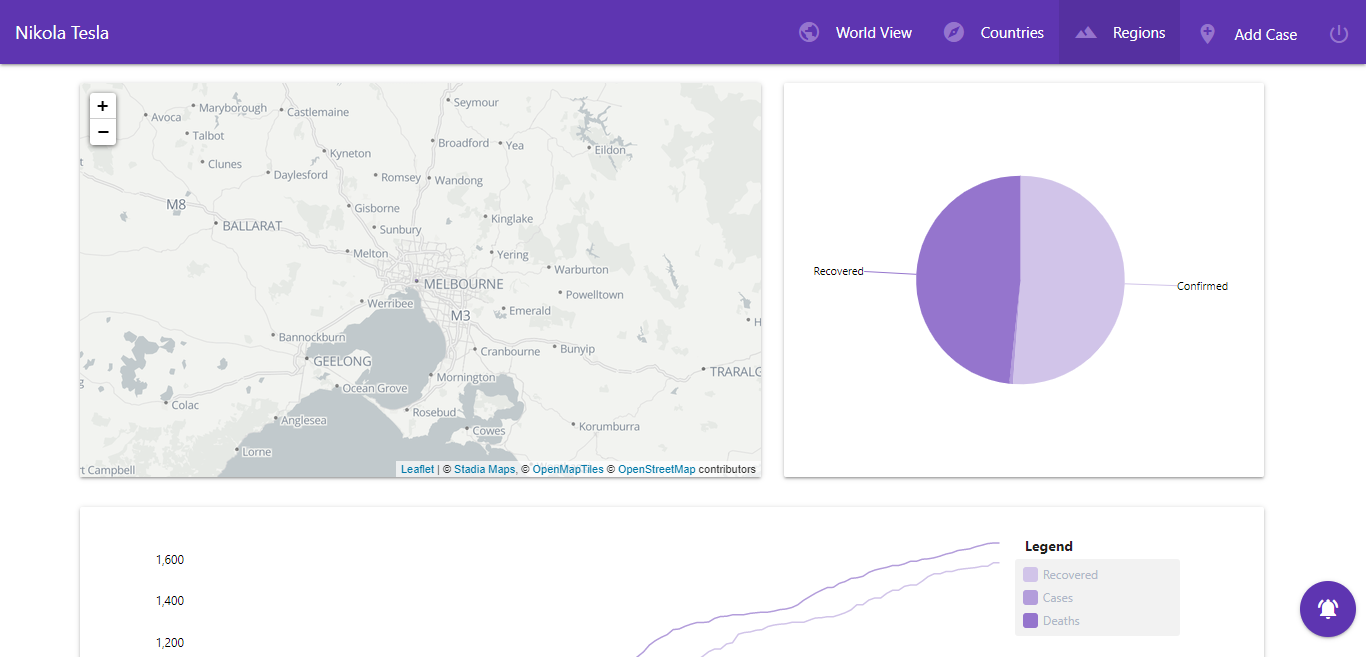 Nikola Tesla
World View
Countries
Regions
Add Case
+
−
Seymour
Maryborough
Castlemaine
Avoca
Talbot
Broadford
Yea
Eildon
Kyneton
Clunes
Daylesford
Romsey
Wandong
M8
Gisborne
Kinglake
BALLARAT
Sunbury
Melton
Yering
Warburton
MELBOURNE
Powelltown
Werribee
Emerald
M3
Bannockburn
Cranbourne
Bunyip
GEELONG
TRARALG
Mornington
Ocean Grove
Colac
Rosebud
Anglesea
Korumburra
Cowes
Lorne
t Campbell
Leaflet | © Stadia Maps, © OpenMapTiles © OpenStreetMap contributors
Recovered
Confirmed
1,600
1,400
1,200
Legend
Recovered
Cases
Deaths